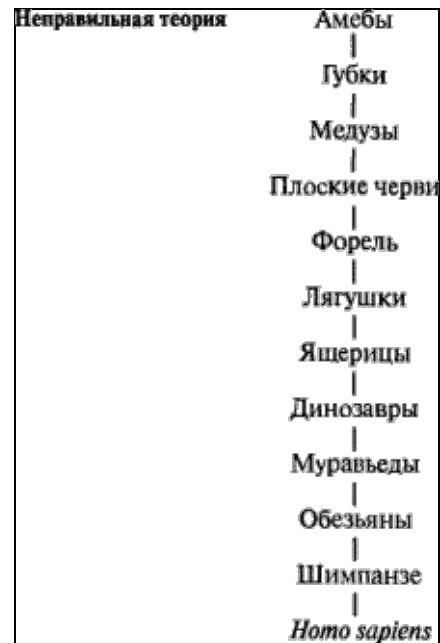 Неправильная теория Амебы
Губки
Медузы
Плоские черви
Форель
Лягушки
Ящерицы
Динозавры
Муравьеды
Обезьяны
Шимпанзе
Homo sapiens